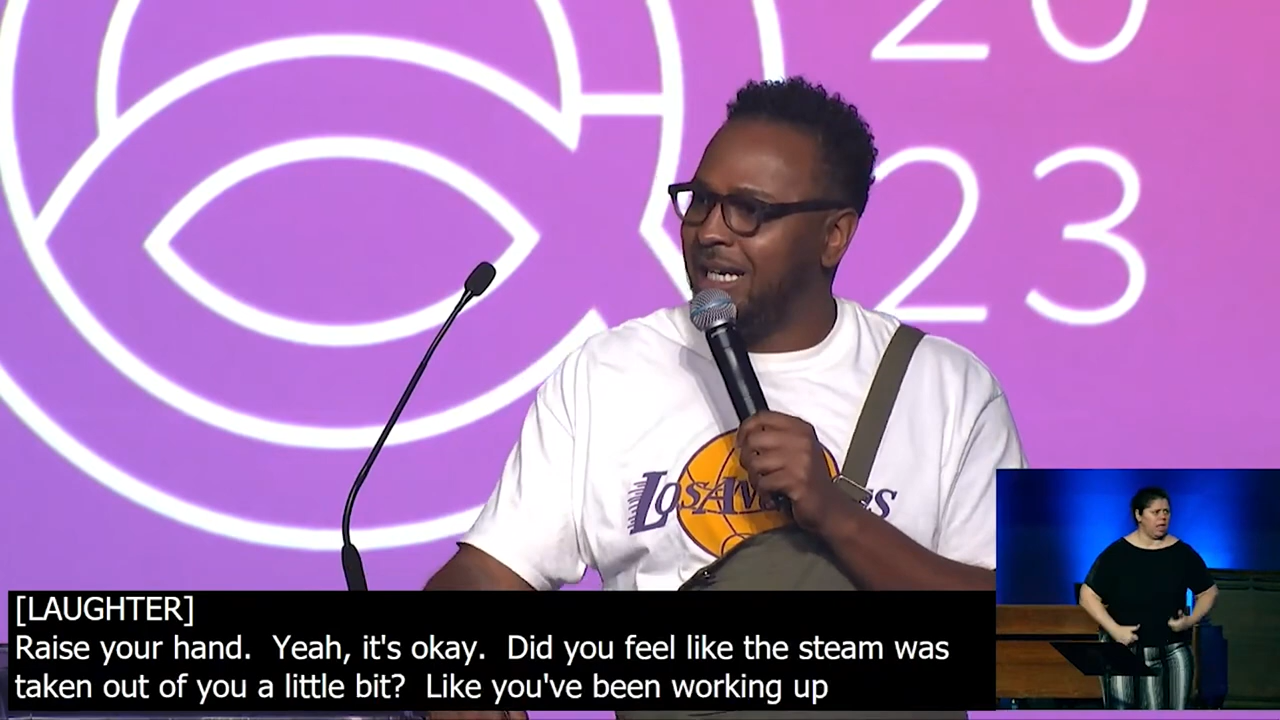 20
23
LOSANGELES
[LAUGHTER]
Raise your hand.  Yeah, it's okay.  Did you feel like the steam was
taken out of you a little bit?  Like you've been working up